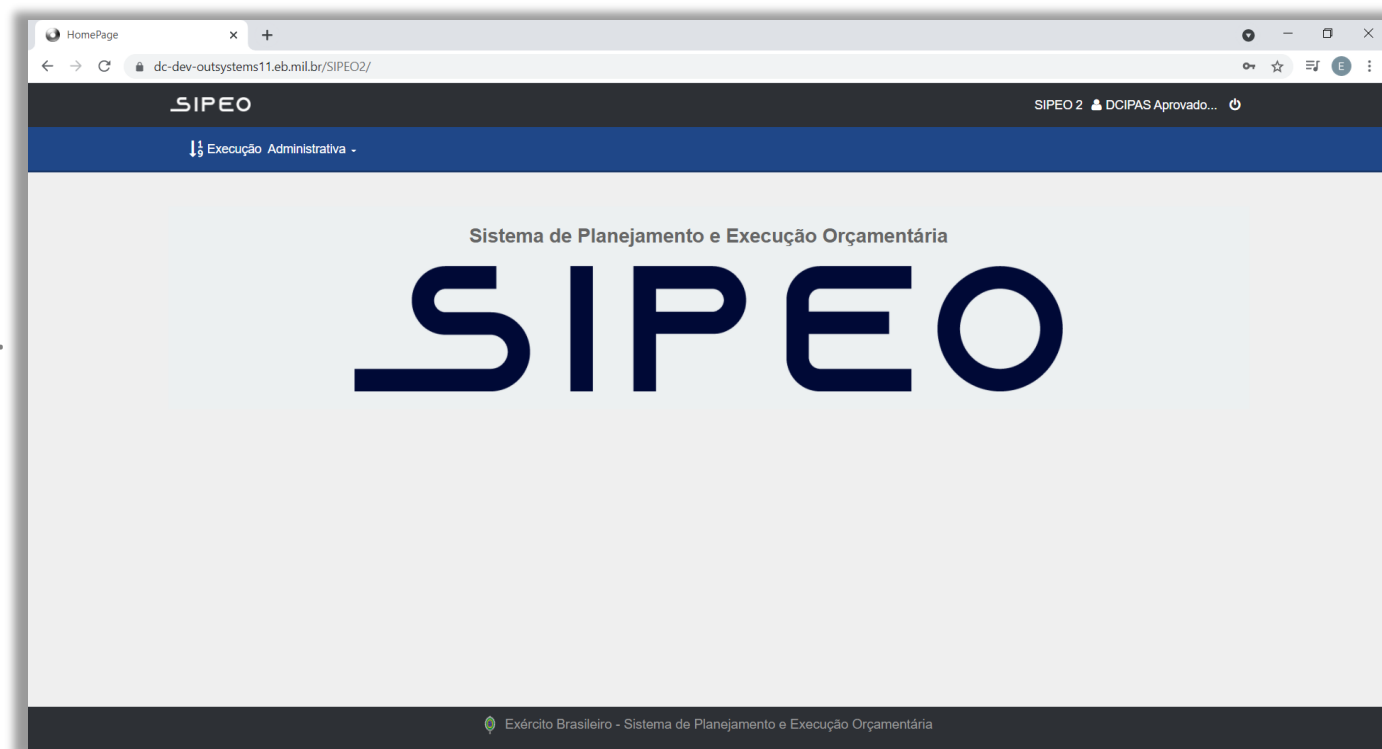 HomePage
dc-dev-outsystems11.eb.mil.br/SIPEO2/
E
SIPEO
SIPEO 2 DCIPAS Aprovado...
Execução Administrativa
Sistema de Planejamento e Execução Orçamentária
SIPEO
Exército Brasileiro - Sistema de Planejamento e Execução Orçamentária